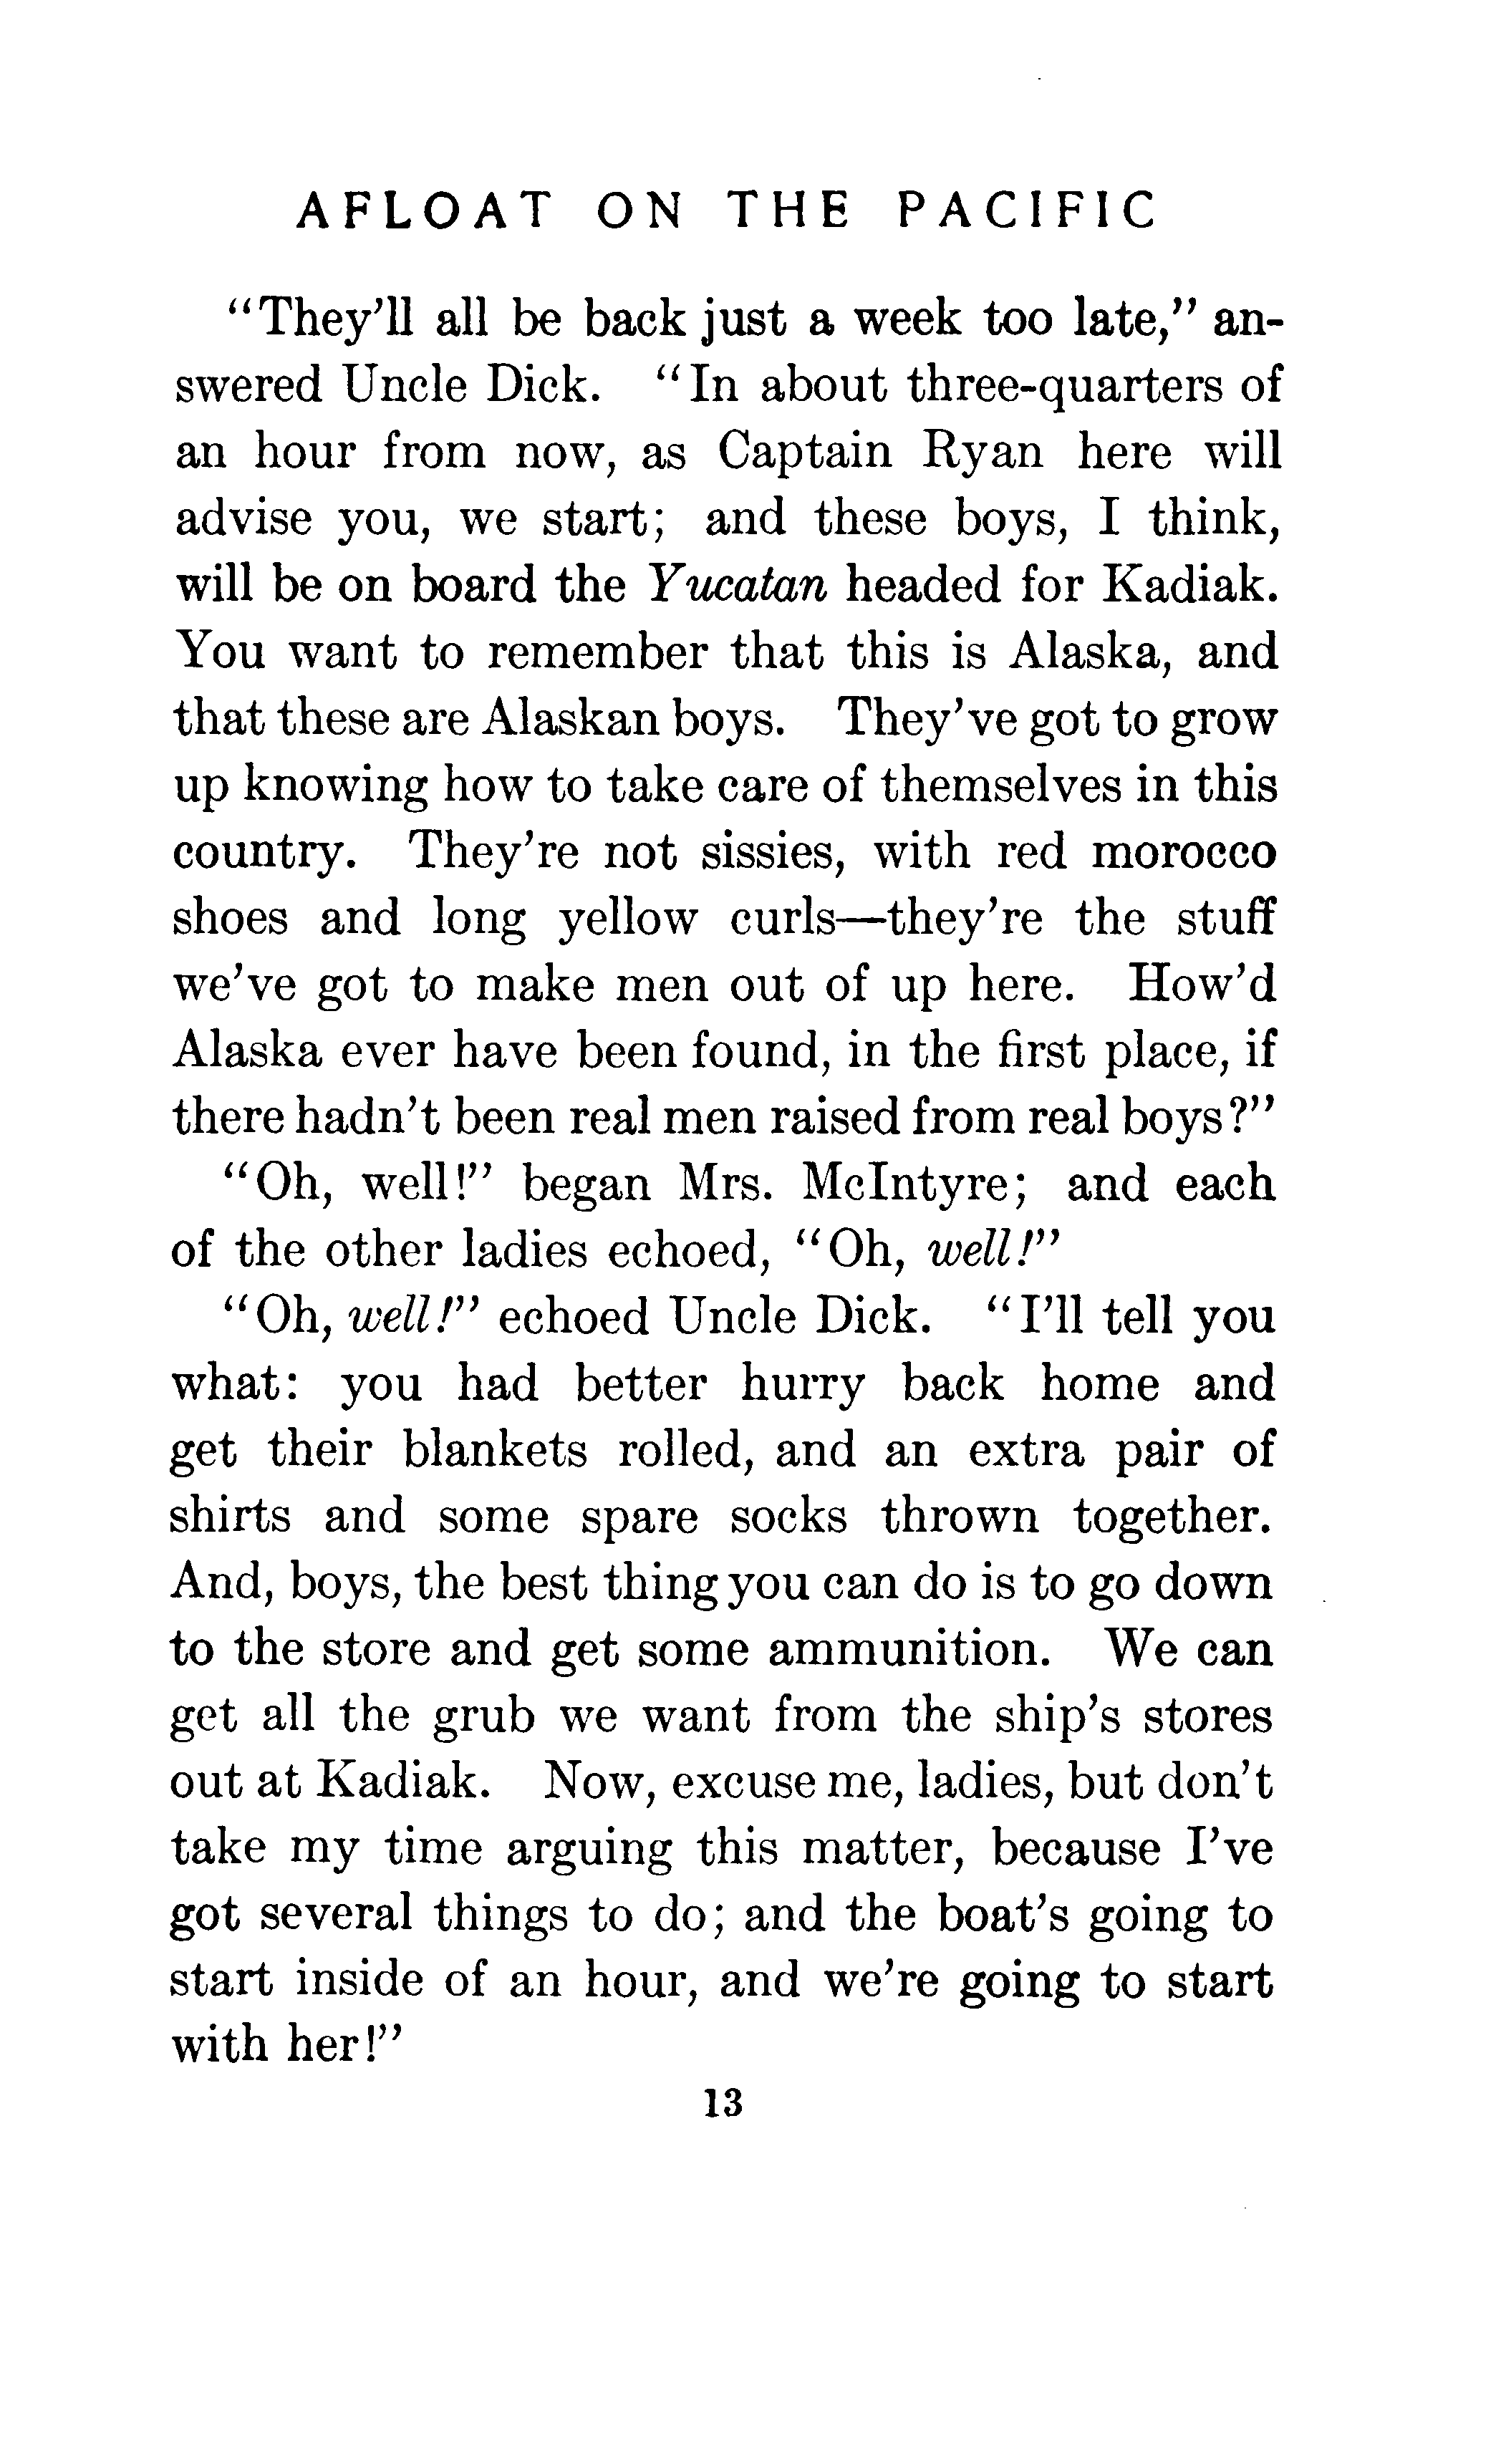 AFLOAT ON THE PACIFIC
“They’ll all be back just a week too late,” an-
swered Uncle Dick. “In about three-quarters of
an hour from now, as Captain Ryan here will
advise you, we start; and these boys, I think,
will be on board the Yucatan headed for Kadiak.
You want to remember that this is Alaska, and
that these are Alaskan boys. They’ve got to grow
up knowing how to take care of themselves in this
country. They’re not sissies, with red morocco
shoes and long yellow curls—they’re the stuff
we’ve got to make men out of up here. How’d
Alaska ever have been found, in the first place, if
there hadn’t been real men raised from real boys?”
“Oh, well!” began Mrs. McIntyre; and each
of the other ladies echoed, “Oh, well!”
“Oh, well!” echoed Uncle Dick. “I’ll tell you
what: you had better hurry back home and
get their blankets rolled, and an extra pair of
shirts and some spare socks thrown together.
And, boys, the best thing you can do is to go down
to the store and get some ammunition. We can
get all the grub we want from the ship’s stores
out at Kadiak. Now, excuse me, ladies, but don’t
take my time arguing this matter, because I’ve
got several things to do; and the boat’s going to
start inside of an hour, and we’re going to start
with her!”
13